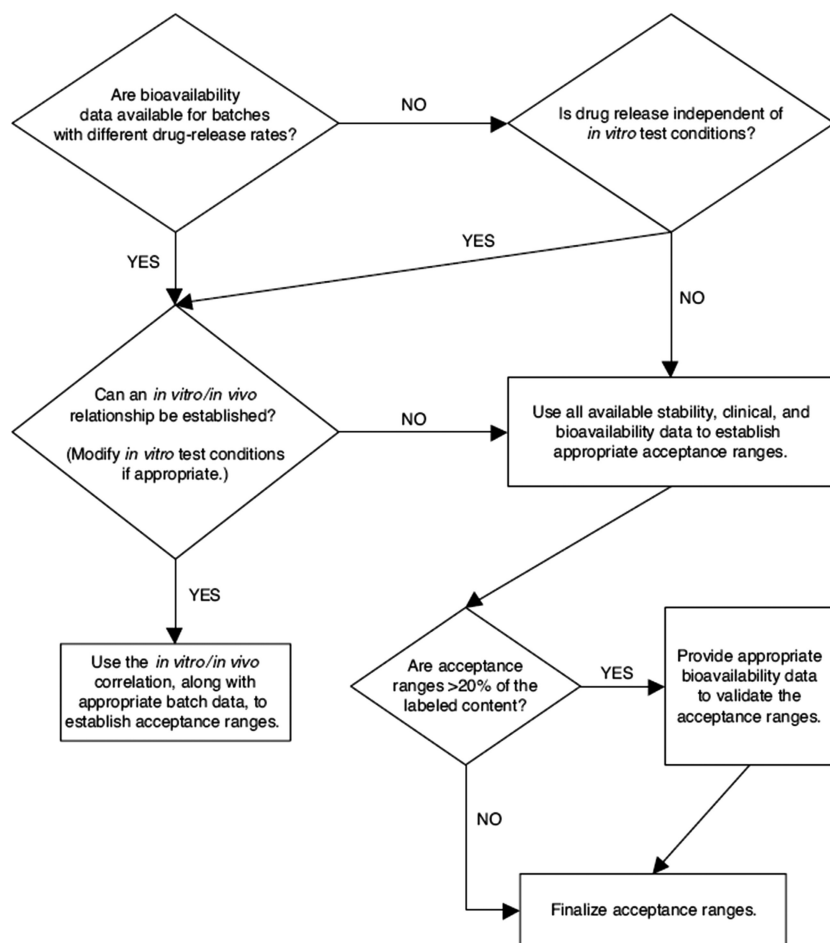 Are bioavailability
data available for batches
with different drug-release rates?
NO
Is drug release independent of
in vitro test conditions?
YES
YES
NO
Can an in vitro/in vivo
relationship be established?
(Modify in vitro test conditions
if appropriate.)
NO
Use all available stability, clinical, and
bioavailability data to establish
appropriate acceptance ranges.
YES
Use the in vitro/in vivo
correlation, along with
appropriate batch data, to
establish acceptance ranges.
Are acceptance
ranges >20% of the
labeled content?
YES
Provide appropriate
bioavailability data
to validate the
acceptance ranges.
NO
Finalize acceptance ranges.